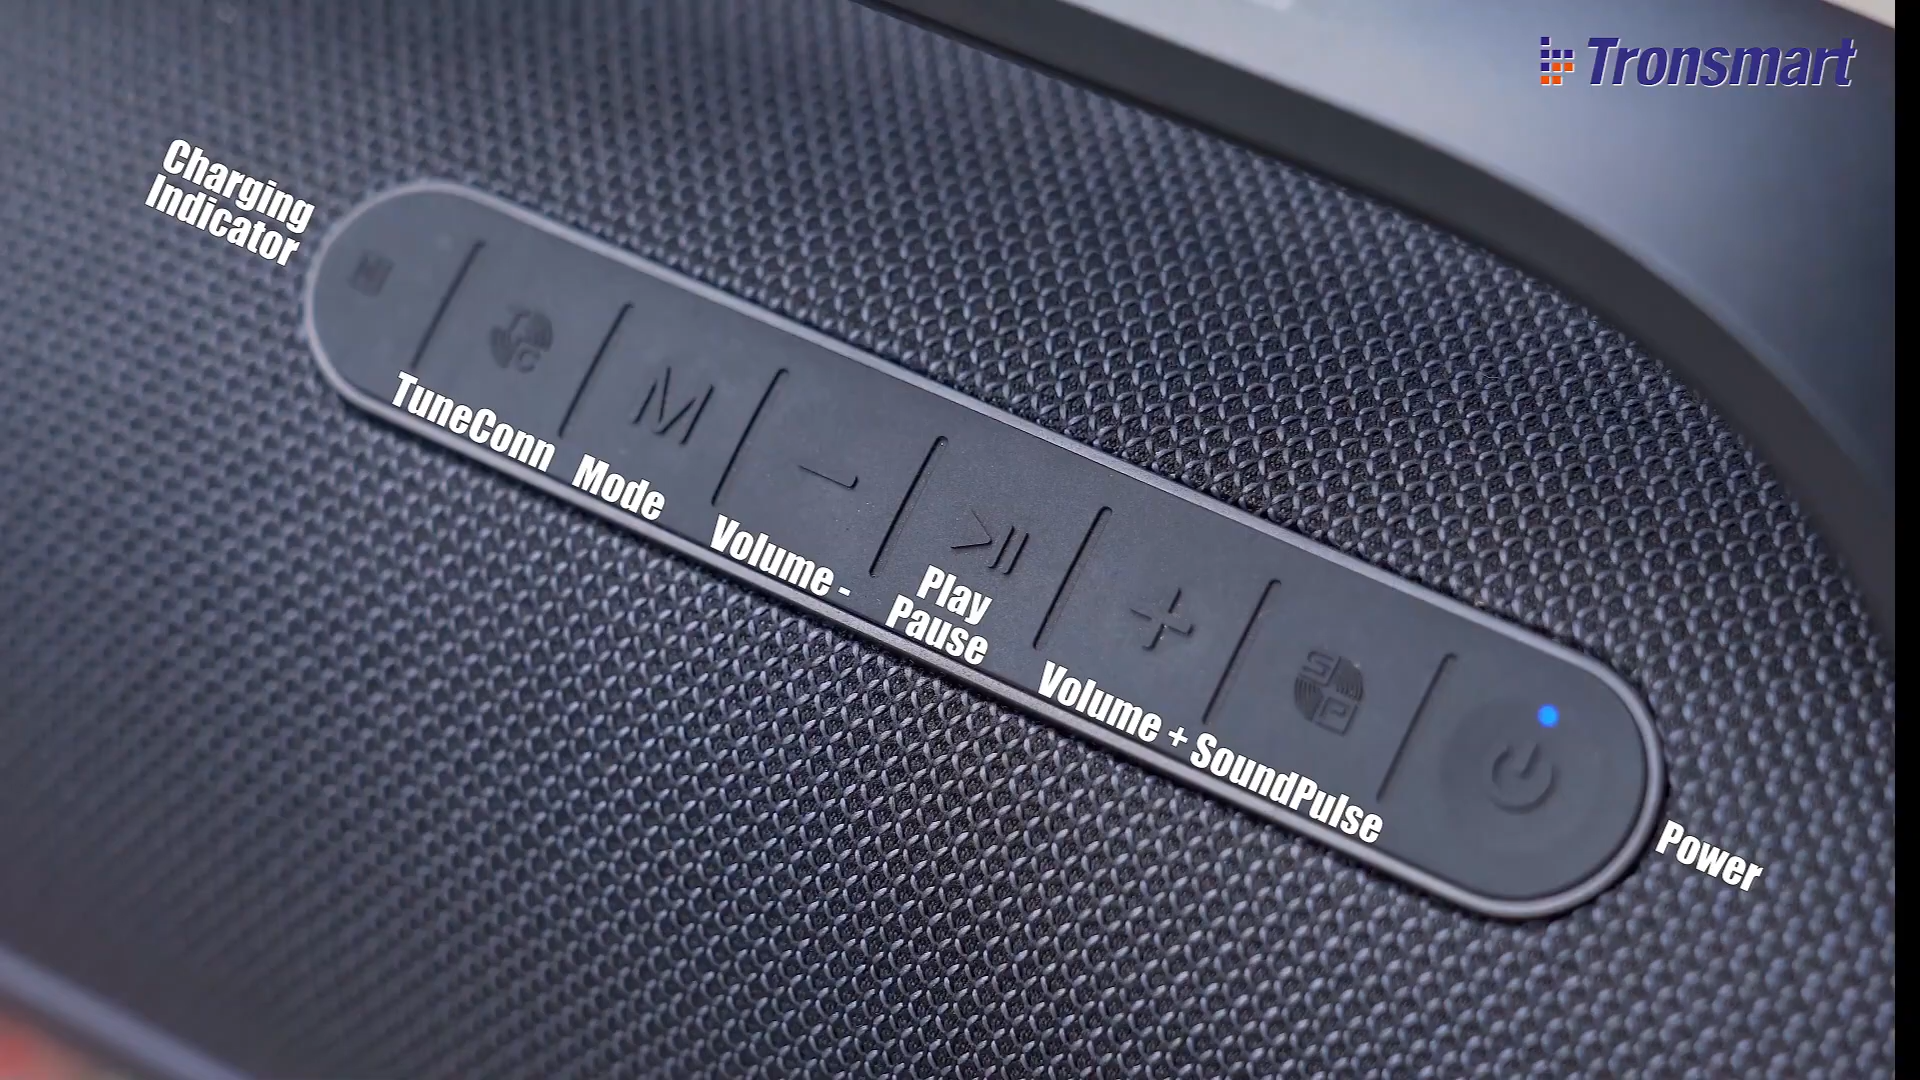 Tronsmart
Charging
Indicator
TuneConn
Mode
M
Volume -
Play
Pause
Volume +
SoundPulse
S
P
Power